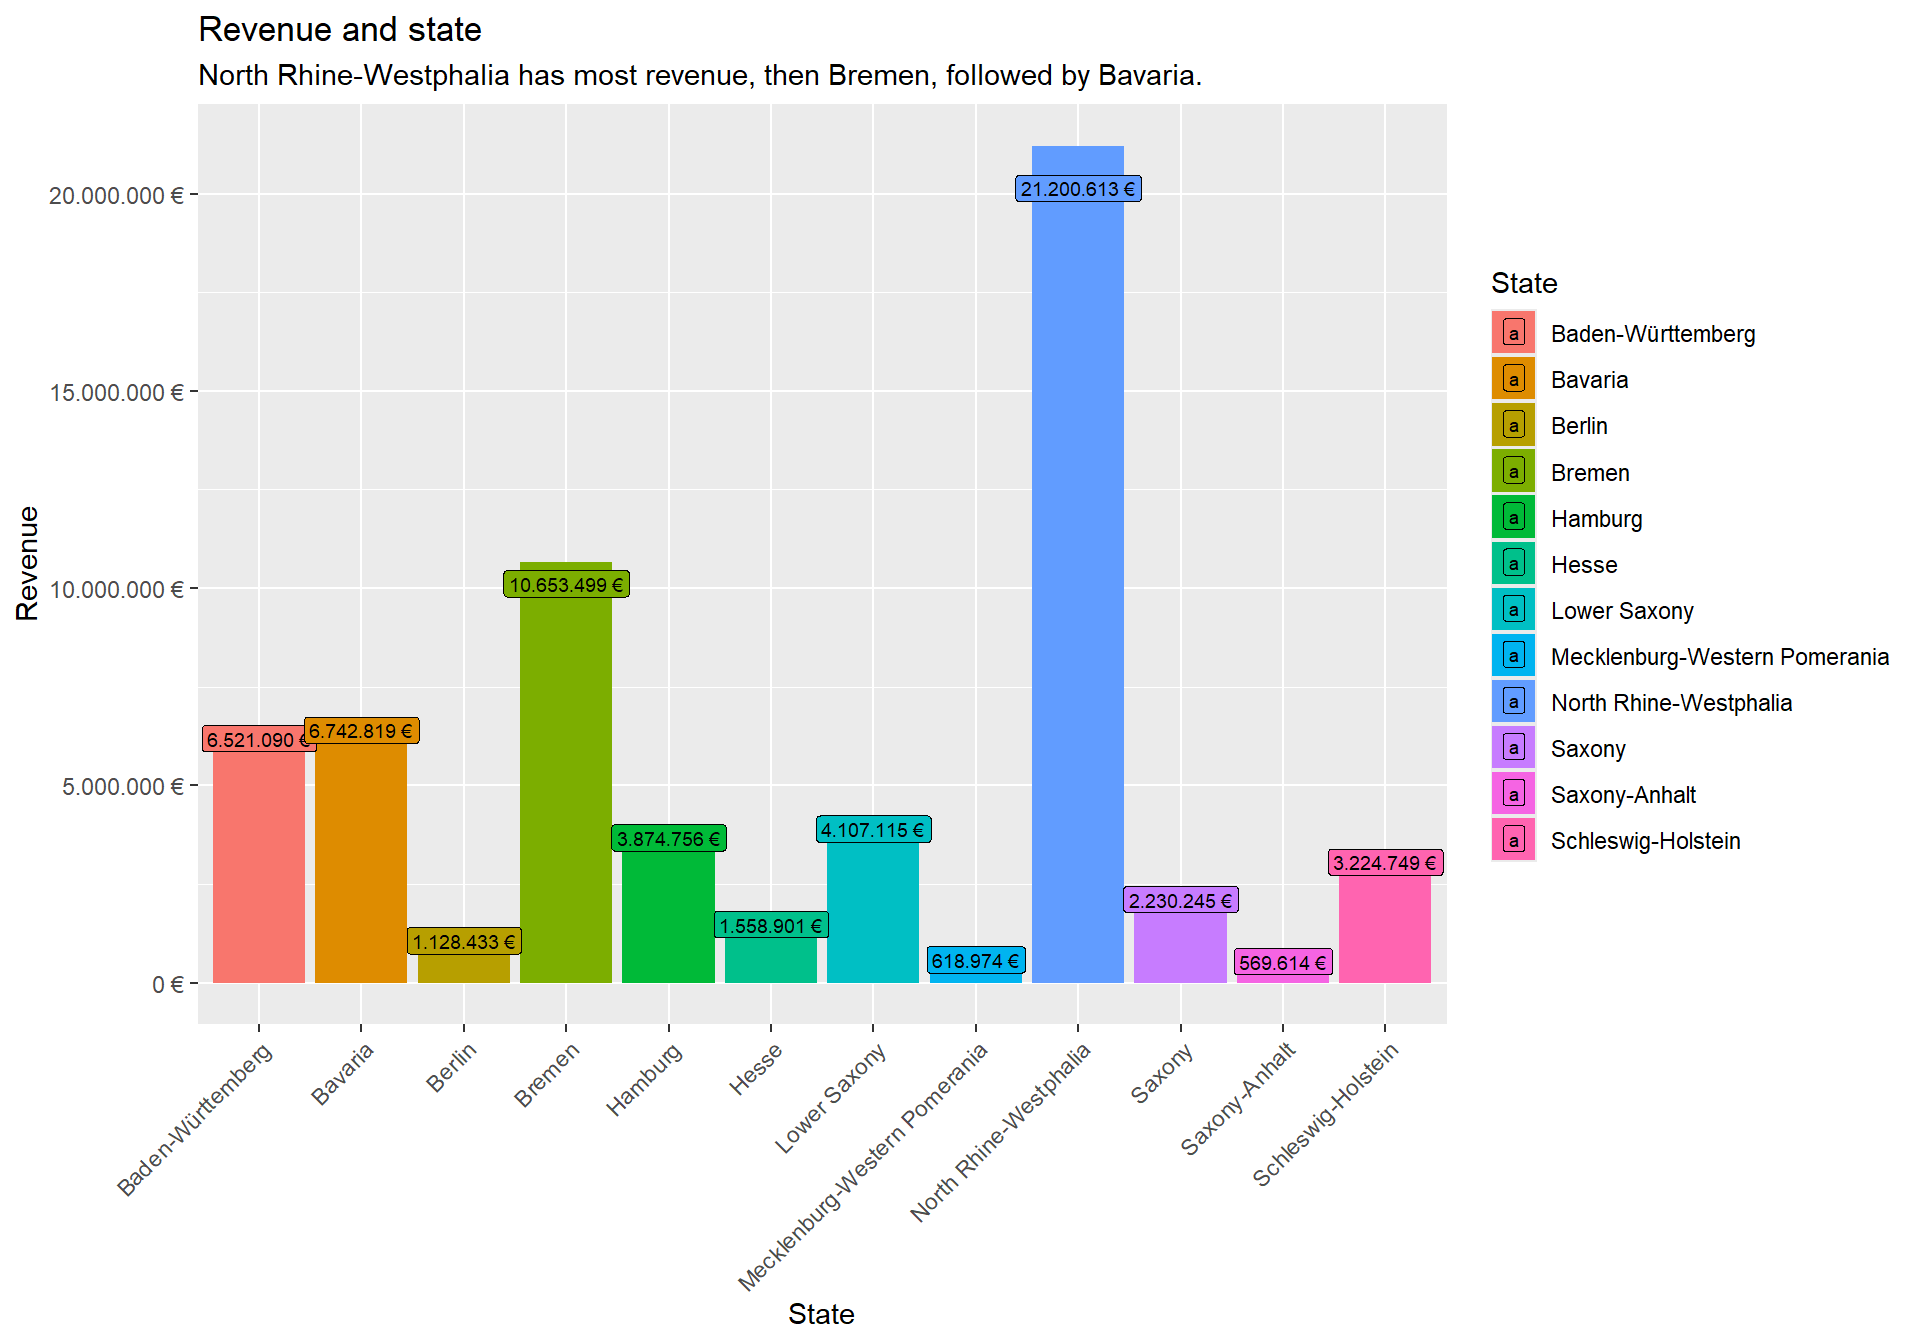 Revenue and state
North Rhine-Westphalia has most revenue, then Bremen, followed by Bavaria.
Revenue
20.000.000 €
15.000.000 €
10.000.000 €
5.000.000 €
0 €
6.521.090 €
6.742.819 €
1.128.433 €
10.653.499 €
3.874.756 €
1.558.901 €
4.107.115 €
618.974 €
21.200.613 €
2.230.245 €
569.614 €
3.224.749 €
Baden-Württemberg
Bavaria
Berlin
Bremen
Hamburg
Hesse
Lower Saxony
Mecklenburg-Western Pomerania
North Rhine-Westphalia
Saxony
Saxony-Anhalt
Schleswig-Holstein
State
State
a Baden-Württemberg
a Bavaria
a Berlin
a Bremen
a Hamburg
a Hesse
a Lower Saxony
a Mecklenburg-Western Pomerania
a North Rhine-Westphalia
a Saxony
a Saxony-Anhalt
a Schleswig-Holstein